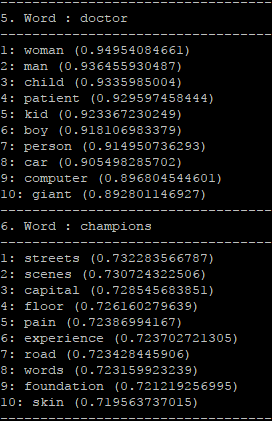 5. Word : doctor
1: woman (0.94954084661)
2: man (0.936455930487)
3: child (0.9335985004)
4: patient (0.929597458444)
5: kid (0.923367230249)
6: boy (0.918106983379)
7: person (0.914950736293)
8: car (0.905498285702)
9: computer (0.896804544601)
10: giant (0.892801146927)
6. Word : champions
1: streets (0.732283566787)
2: scenes (0.730724322506)
3: capital (0.728545683851)
4: floor (0.726160279639)
5: pain (0.72386994167)
6: experience (0.723702721305)
7: road (0.723428445906)
8: words (0.723159923239)
9: foundation (0.721219256995)
10: skin (0.719563737015)